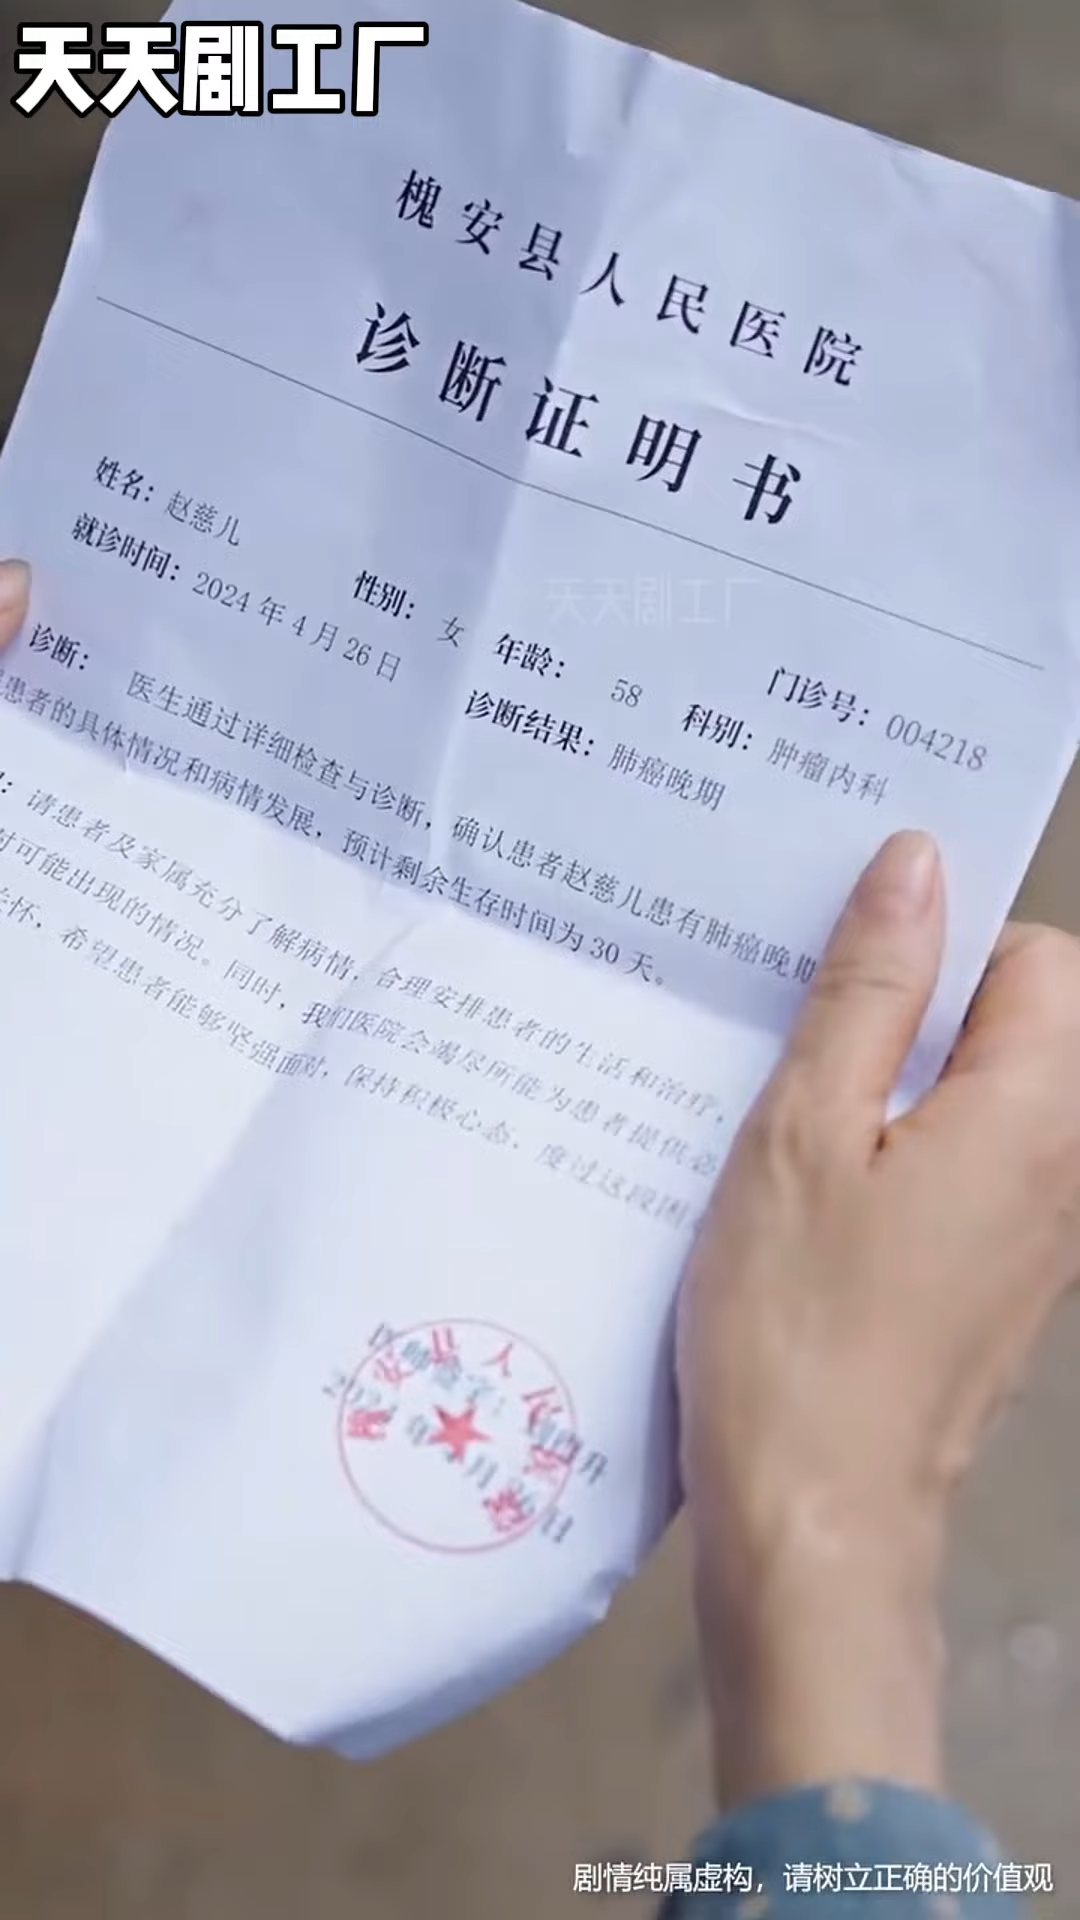 天天剧工厂
槐安县人民医院
诊断证明书
姓名：赵慈儿 性别：女 年龄：58 门诊号：004218
就诊时间：2024年4月26日 诊断结果：肺癌晚期 科别：肿瘤内科
天天剧工厂
诊断： 医生通过详细检查与诊断，确认患者赵慈儿患有肺癌晚期
患者的具体情况和病情发展，预计剩余生存时间为30天。
：请患者及家属充分了解病情，合理安排患者的生活和治疗，
对可能出现的情况。同时，我们医院会竭尽所能为患者提供必
怀，希望患者能够坚强面对，保持积极心态，度过这段困
医师签字：
剧情纯属虚构，请树立正确的价值观